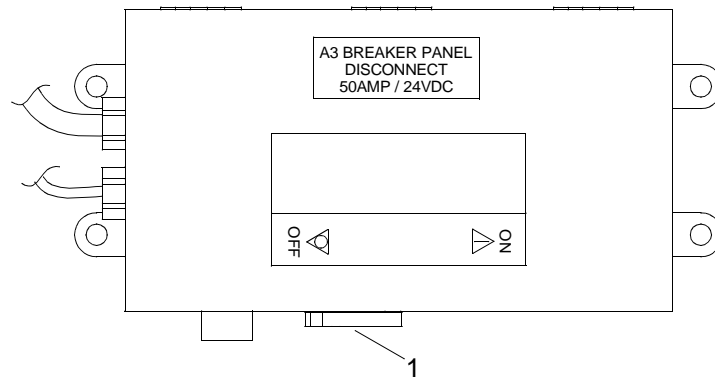 A3 BREAKER PANEL
DISCONNECT
50AMP / 24VDC
OFF
ON
1